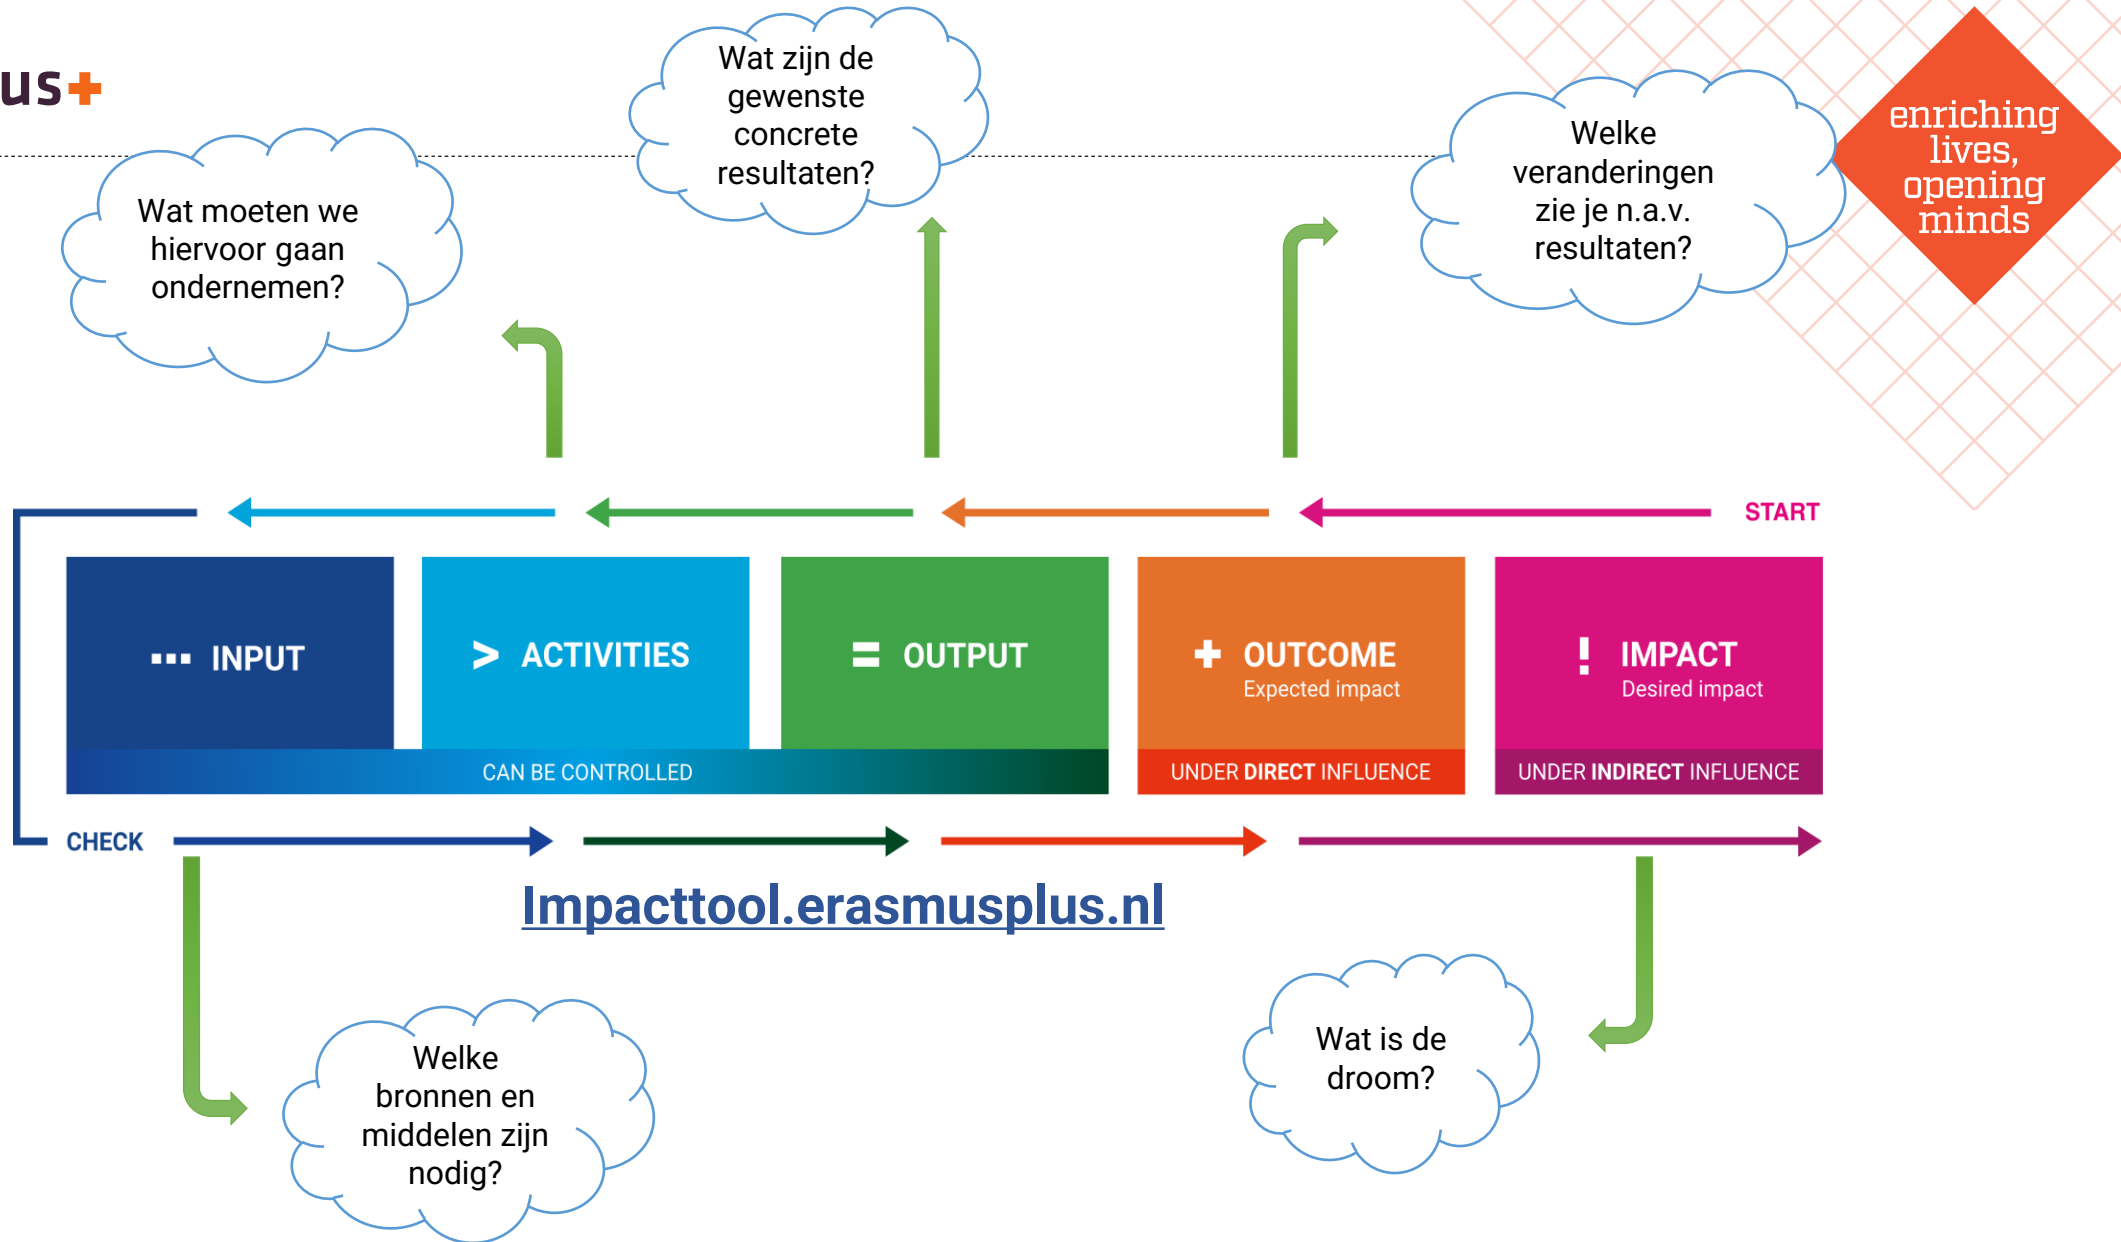 us+
Wat zijn de
gewenste
concrete
resultaten?
enriching
lives,
opening
minds
Welke
veranderingen
zie je n.a.v.
resultaten?
Wat moeten we
hiervoor gaan
ondernemen?
START
INPUT
> ACTIVITIES
= OUTPUT
+ OUTCOME
Expected impact
! IMPACT
Desired impact
CAN BE CONTROLLED
UNDER DIRECT INFLUENCE
UNDER INDIRECT INFLUENCE
CHECK
Impacttool.erasmusplus.nl
Welke
bronnen en
middelen zijn
nodig?
Wat is de
droom?